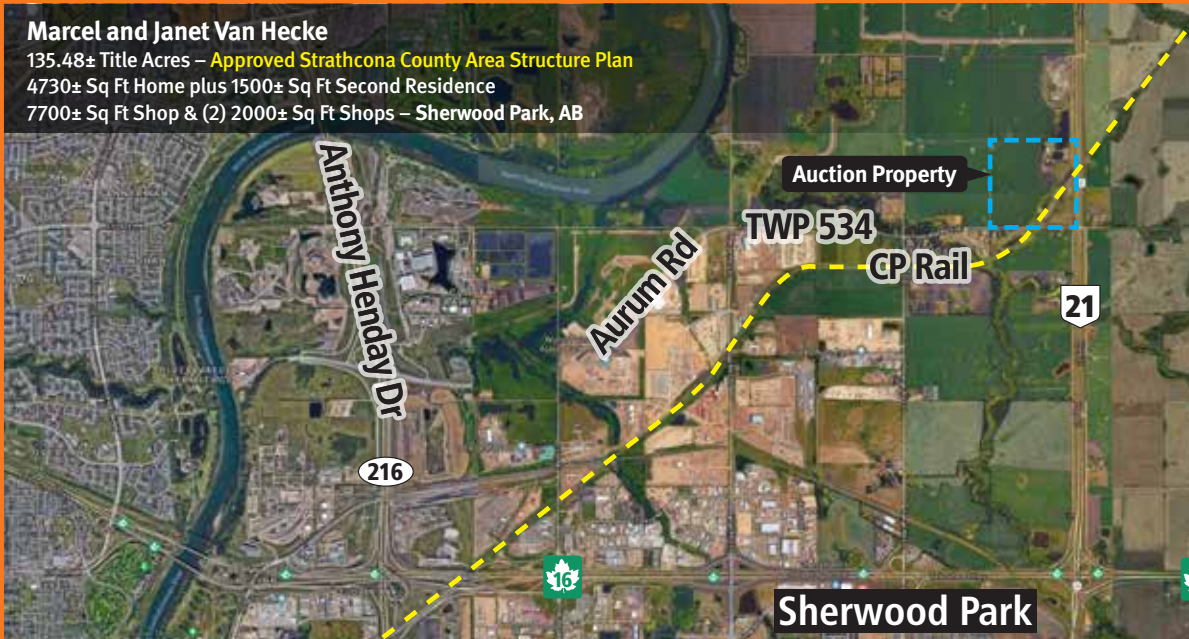 Marcel and Janet Van Hecke
135.48± Title Acres – Approved Strathcona County Area Structure Plan
4730± Sq Ft Home plus 1500± Sq Ft Second Residence
7700± Sq Ft Shop & (2) 2000± Sq Ft Shops – Sherwood Park, AB
Auction Property
Anthony Henday Dr
TWP 534
Aurum Rd
CP Rail
21
216
16
Sherwood Park